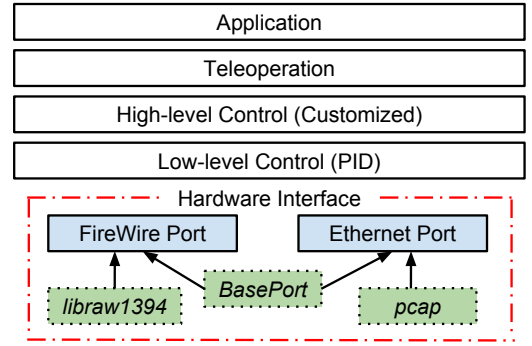 Application
Teleoperation
High-level Control (Customized)
Low-level Control (PID)
Hardware Interface
FireWire Port
Ethernet Port
BasePort
libraw1394
pcap